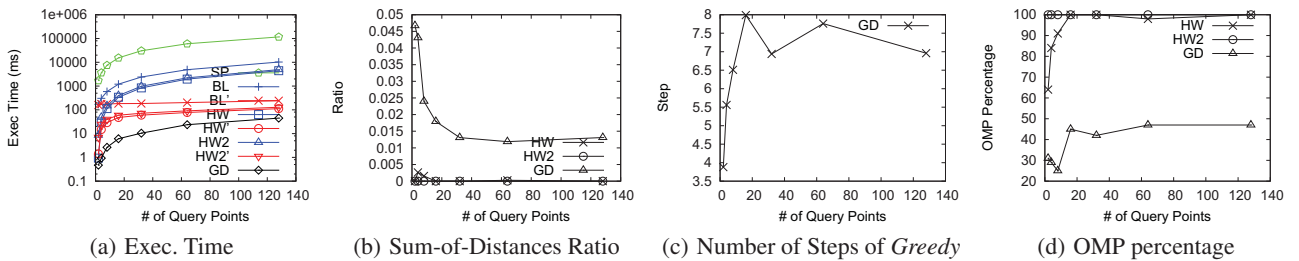 Exec Time (ms)
1e+006
100000
10000
1000
100
10
1
0.1
SP
BL
BL'
HW
HW'
HW2
HW2'
GD
0 20 40 60 80 100 120 140
# of Query Points
(a) Exec. Time
Ratio
0.05
0.045
0.04
0.035
0.03
0.025
0.02
0.015
0.01
0.005
0
HW
HW2
GD
0 20 40 60 80 100 120 140
# of Query Points
(b) Sum-of-Distances Ratio
Step
8
7.5
7
6.5
6
5.5
5
4.5
4
3.5
GD
0 20 40 60 80 100 120 140
# of Query Points
(c) Number of Steps of Greedy
OMP Percentage
100
90
80
70
60
50
40
30
20
HW
HW2
GD
0 20 40 60 80 100 120 140
# of Query Points
(d) OMP percentage